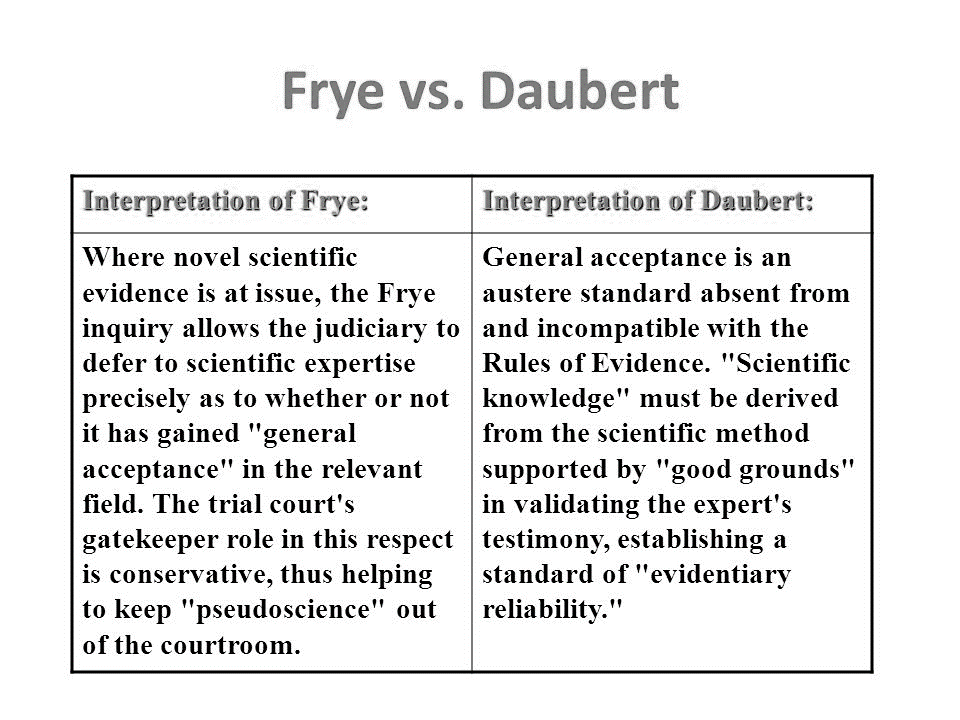 Frye vs. Daubert
Interpretation of Frye:
Where novel scientific
evidence is at issue, the Frye
inquiry allows the judiciary to
defer to scientific expertise
precisely as to whether or not
it has gained "general
acceptance" in the relevant
field. The trial court's
gatekeeper role in this respect
is conservative, thus helping
to keep "pseudoscience" out
of the courtroom.
Interpretation of Daubert:
General acceptance is an
austere standard absent from
and incompatible with the
Rules of Evidence. "Scientific
knowledge" must be derived
from the scientific method
supported by "good grounds"
in validating the expert's
testimony, establishing a
standard of "evidentiary
reliability."